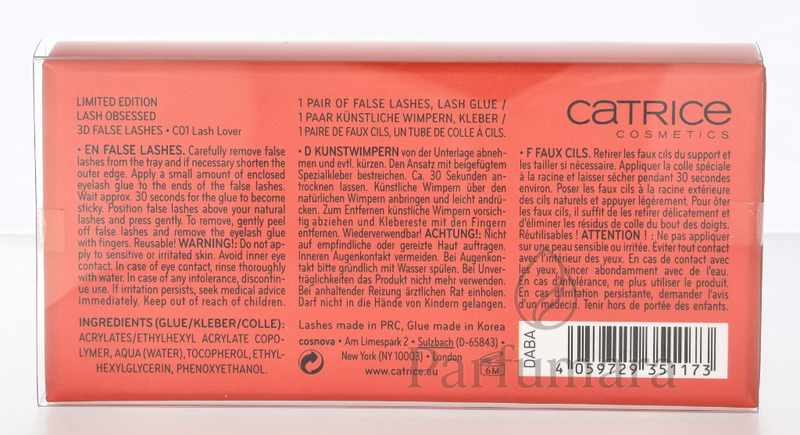 LIMITED EDITION
LASH OBSESSED
3D FALSE LASHES • C01 Lash Lover
• EN FALSE LASHES. Carefully remove false
lashes from the tray and if necessary shorten the
outer edge. Apply a small amount of enclosed
eyelash glue to the ends of the false lashes.
Wait approx. 30 seconds for the glue to become
sticky. Position false lashes above your natural
lashes and press gently. To remove, gently peel
off false lashes and remove the eyelash glue
with fingers. Reusable! WARNING!: Do not ap-
ply to sensitive or irritated skin. Avoid inner eye
contact. In case of eye contact, rinse thoroughly
with water. In case of any intolerance, discontin-
ue use. If irritation persists, seek medical advice
immediately. Keep out of reach of children.
INGREDIENTS (GLUE/KLEBER/COLLE):
ACRYLATES/ETHYLHEXYL ACRYLATE COPO-
LYMER, AQUA (WATER), TOCOPHEROL, ETHYL-
HEXYLGLYCERIN, PHENOXYETHANOL.
1 PAIR OF FALSE LASHES, LASH GLUE /
1 PAAR KÜNSTLICHE WIMPERN, KLEBER /
1 PAIRE DE FAUX CILS, UN TUBE DE COLLE À CILS.
• D KUNSTWIMPERN von der Unterlage abneh-
men und evtl. kürzen. Den Ansatz mit beigefügtem
Spezialkleber bestreichen. Ca. 30 Sekunden an-
trocknen lassen. Künstliche Wimpern über den
natürlichen Wimpern anbringen und leicht andrü-
cken. Zum Entfernen künstliche Wimpern vorsich-
tig abziehen und Klebereste mit den Fingern
entfernen. Wiederverwendbar! ACHTUNG!: Nicht
auf empfindliche oder gereizte Haut auftragen.
Inneren Augenkontakt vermeiden. Bei Augenkon-
takt bitte gründlich mit Wasser spülen. Bei Unver-
träglichkeiten das Produkt nicht mehr verwenden.
Bei anhaltender Reizung ärztlichen Rat einholen.
Darf nicht in die Hände von Kindern gelangen.
Lashes made in PRC, Glue made in Korea
cosnova • Am Limespark 2 • Sulzbach (D-65843) •
New York (NY 10003) • London
www.catrice.eu
6M
CATRICE
COSMETICS
• F FAUX CILS. Retirer les faux cils du support et
les tailler si nécessaire. Appliquer la colle spéciale
à la racine et laisser sécher pendant 30 secondes
environ. Poser les faux cils à la racine extérieure
des cils naturels et appuyer légèrement. Pour ôter
les faux cils, il suffit de les retirer délicatement et
d'éliminer les résidus de colle du bout des doigts.
Réutilisables ! ATTENTION ! : Ne pas appliquer
sur une peau sensible ou irritée. Éviter tout contact
avec l'intérieur des yeux. En cas de contact avec
les yeux, rincer abondamment avec de l'eau.
En cas d'intolérance, ne plus utiliser le produit.
En cas d'irritation persistante, demander l'avis
d'un médecin. Tenir hors de portée des enfants.
DABA
4 059729 351173
Parfumara